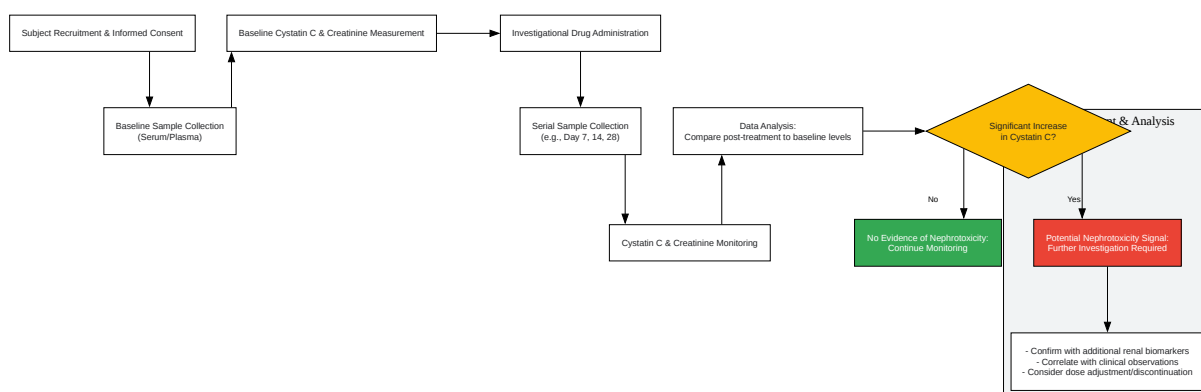 Subject Recruitment & Informed Consent
Baseline Sample Collection
(Serum/Plasma)
Baseline Cystatin C & Creatinine Measurement
Investigational Drug Administration
Serial Sample Collection
(e.g., Day 7, 14, 28)
Cystatin C & Creatinine Monitoring
Data Analysis:
Compare post-treatment to baseline levels
Significant Increase
in Cystatin C?
& Analysis
No
Yes
No Evidence of Nephrotoxicity:
Continue Monitoring
Potential Nephrotoxicity Signal:
Further Investigation Required
- Confirm with additional renal biomarkers
- Correlate with clinical observations
- Consider dose adjustment/discontinuation